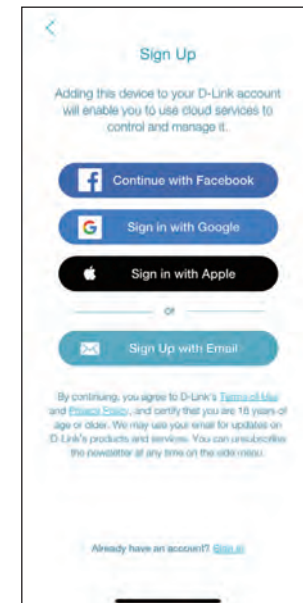 Sign Up
Adding this device to your D-Link account
will enable you to use cloud services to
control and manage it.
Continue with Facebook
Sign in with Google
Sign in with Apple
or
Sign Up with Email
By continuing, you agree to D-Link's Terms of Use
and Privacy Policy, and certify that you are 16 years of
age or older. We may use your email for updates on
D-Link's products and services. You can unsubscribe
the newsletter at any time on the side menu.
Already have an account? Sign in